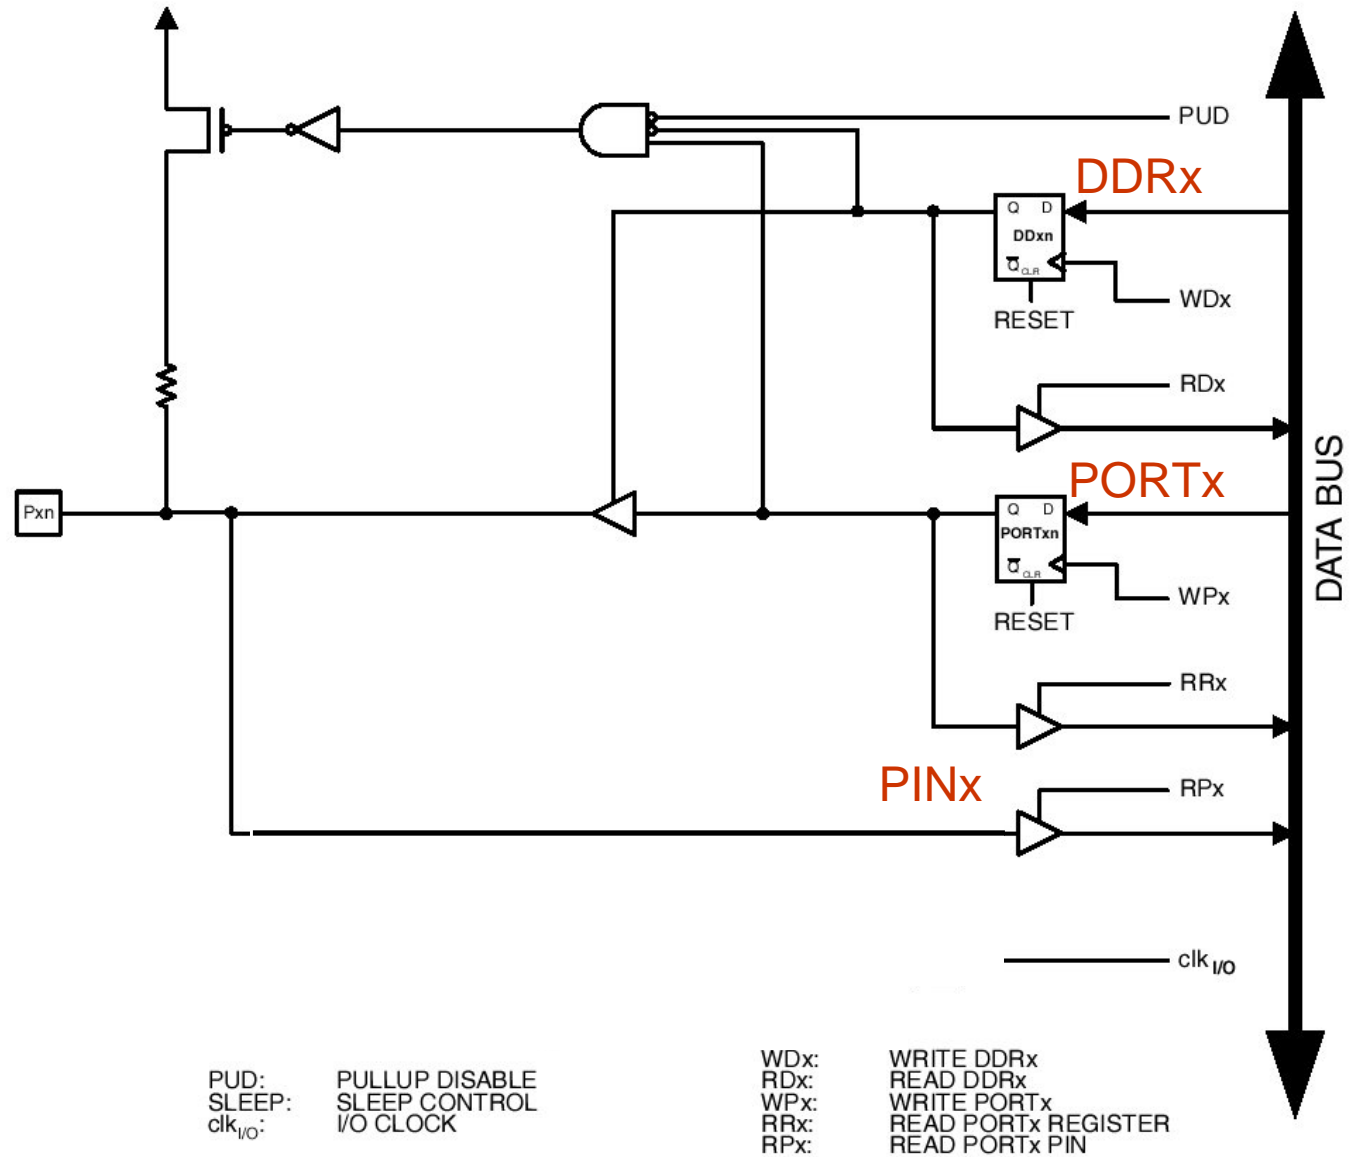 PUD
DDRx
Q D
DDxn
Q CLR
WDx
RESET
RDx
PORTx
Pxn
Q D
PORTxn
Q CLR
WPx
RESET
DATA BUS
RRx
PINx
RPx
clk I/O
PUD: PULLUP DISABLE
SLEEP: SLEEP CONTROL
clk I/O: I/O CLOCK
WDx: WRITE DDRx
RDx: READ DDRx
WPx: WRITE PORTx
RRx: READ PORTx REGISTER
RPx: READ PORTx PIN